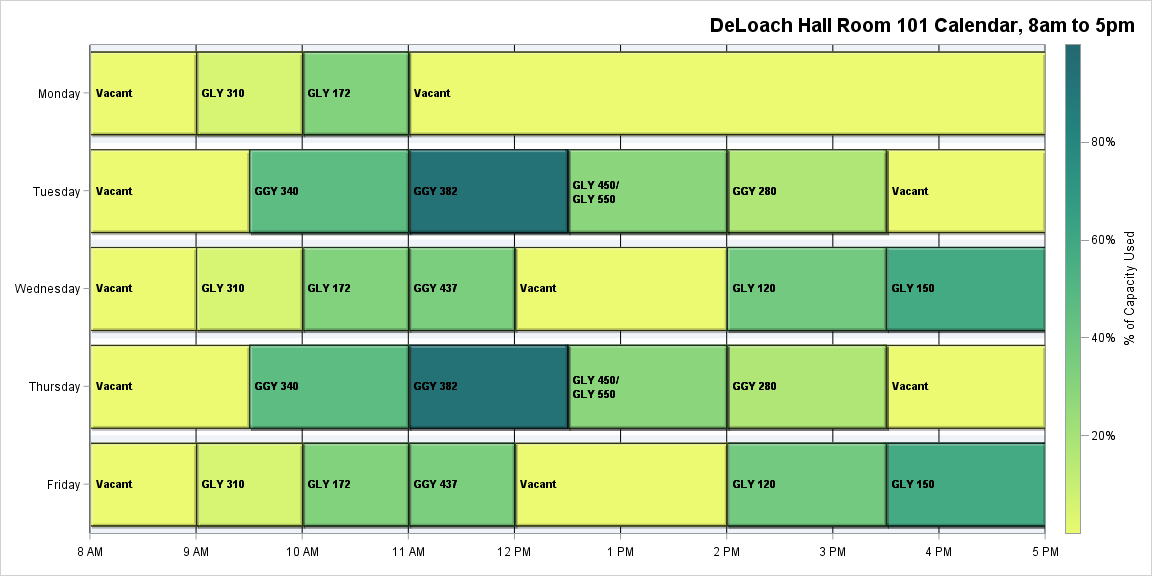 DeLoach Hall Room 101 Calendar, 8am to 5pm
Monday
Vacant
GLY 310
GLY 172
Vacant
Tuesday
Vacant
GGY 340
GGY 382
GLY 450/
GLY 550
GGY 280
Vacant
Wednesday
Vacant
GLY 310
GLY 172
GGY 437
Vacant
GLY 120
GLY 150
Thursday
Vacant
GGY 340
GGY 382
GLY 450/
GLY 550
GGY 280
Vacant
Friday
Vacant
GLY 310
GLY 172
GGY 437
Vacant
GLY 120
GLY 150
8 AM
9 AM
10 AM
11 AM
12 PM
1 PM
2 PM
3 PM
4 PM
5 PM
80%
60%
40%
20%
% of Capacity Used